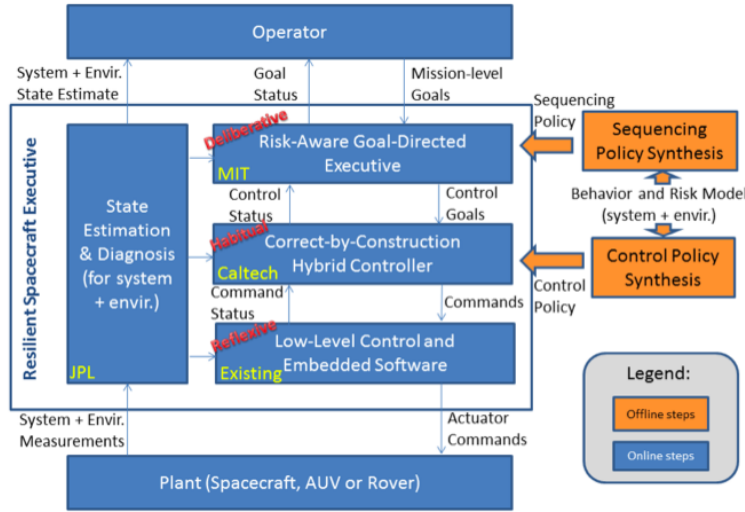 Operator
System + Envir.
State Estimate
Goal
Status
Mission-level
Goals
Resilient Spacecraft Executive
State
Estimation
& Diagnosis
(for system
+ envir.)
JPL
Deliberative
Risk-Aware Goal-Directed
Executive
MIT
Control
Status
Control
Goals
Habitual
Correct-by-Construction
Hybrid Controller
Caltech
Command
Status
Commands
Reflexive
Low-Level Control and
Embedded Software
Existing
System + Envir.
Measurements
Actuator
Commands
Plant (Spacecraft, AUV or Rover)
Sequencing
Policy
Sequencing
Policy Synthesis
Behavior and Risk Model
(system + envir.)
Control Policy
Synthesis
Control
Policy
Legend:
Offline steps
Online steps